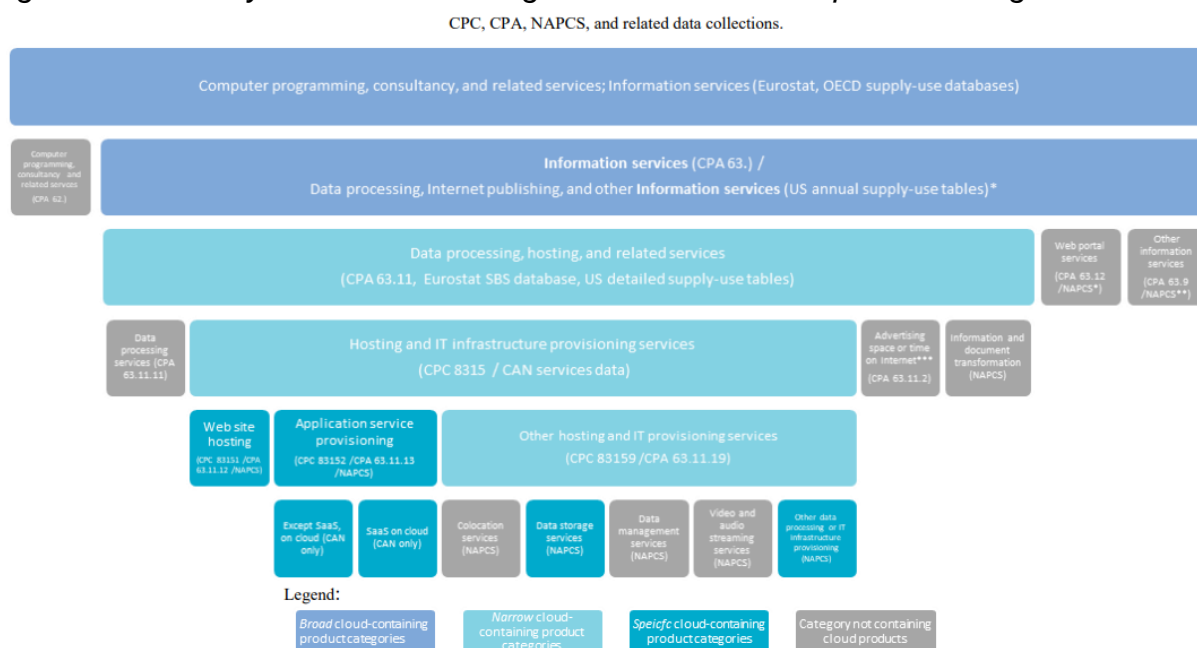 CPC, CPA, NAPCS, and related data collections.
Computer programming, consultancy, and related services; Information services (Eurostat, OECD supply-use databases)
Computer
programming,
consultancy and
related services
(CPA 62.)
Information services (CPA 63.) /
Data processing, Internet publishing, and other Information services (US annual supply-use tables)*
Data processing, hosting, and related services
(CPA 63.11, Eurostat SBS database, US detailed supply-use tables)
Web portal
services
(CPA 63.12
/NAPCS*)
Other
information
services
(CPA 63.9
/NAPCS**)
Data
processing
services (CPA
63.11.11)
Hosting and IT infrastructure provisioning services
(CPC 8315 / CAN services data)
Advertising
space or time
on Internet***
(CPA 63.11.2)
Information and
document
transformation
(NAPCS)
Web site
hosting
(CPC 83151 /CPA
63.11.12 /NAPCS)
Application service
provisioning
(CPC 83152 /CPA 63.11.13
/NAPCS)
Other hosting and IT provisioning services
(CPC 83159 /CPA 63.11.19)
Except SaaS,
on cloud (CAN
only)
SaaS on cloud
(CAN only)
Colocation
services
(NAPCS)
Data storage
services
(NAPCS)
Data
management
services
(NAPCS)
Video and
audio
streaming
services
(NAPCS)
Other data
processing or IT
infrastructure
provisioning
(NAPCS)
Legend:
Broad cloud-containing
product categories
Narrow cloud-
containing product
categories
Speicfc cloud-containing
product categories
Category not containing
cloud products